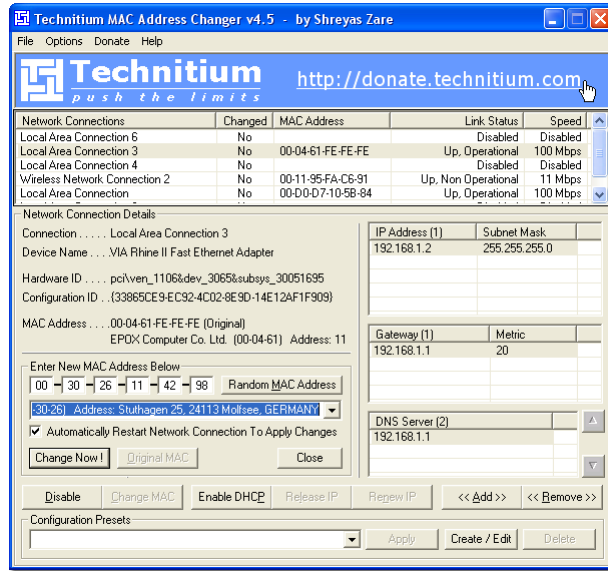 Technitium MAC Address Changer v4.5 - by Shreyas Zare
File Options Donate Help
Technitium
push the limits
http://donate.technitium.com
Network Connections Changed MAC Address Link Status Speed
Local Area Connection 6 No Disabled Disabled
Local Area Connection 3 No 00-04-61-FE-FE-FE Up, Operational 100 Mbps
Local Area Connection 4 No Disabled Disabled
Wireless Network Connection 2 No 00-11-95-FA-C6-91 Up, Non Operational 11 Mbps
Local Area Connection No 00-D0-D7-10-5B-84 Up, Operational 100 Mbps
Network Connection Details
Connection . . . . . Local Area Connection 3
Device Name . . . .VIA Rhine II Fast Ethernet Adapter
Hardware ID . . . . pci\ven_1106&dev_3065&subsys_30051695
Configuration ID . .{33865CE9-EC92-4C02-8E9D-14E12AF1F909}
MAC Address . . . .00-04-61-FE-FE-FE (Original)
EPOX Computer Co. Ltd. (00-04-61) Address: 11
IP Address (1) Subnet Mask
192.168.1.2 255.255.255.0
Gateway (1) Metric
192.168.1.1 20
DNS Server (2)
192.168.1.1
Enter New MAC Address Below
00 - 30 - 26 - 11 - 42 - 98 Random MAC Address
-30-26) Address: Stuthagen 25, 24113 Molfsee, GERMANY
Automatically Restart Network Connection To Apply Changes
Change Now ! Original MAC Close
Disable Change MAC Enable DHCP Release IP Renew IP << Add >> << Remove >>
Configuration Presets
Apply Create / Edit Delete